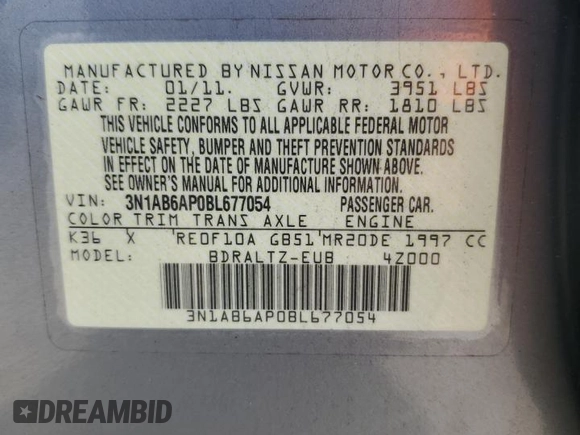 MANUFACTURED BY NISSAN MOTOR CO., LTD.
DATE: 01/11. GVWR: 3951 LBS
GAWR FR: 2227 LBS GAWR RR: 1810 LBS
THIS VEHICLE CONFORMS TO ALL APPLICABLE FEDERAL MOTOR
VEHICLE SAFETY, BUMPER AND THEFT PREVENTION STANDARDS
IN EFFECT ON THE DATE OF MANUFACTURE SHOWN ABOVE.
SEE OWNER'S MANUAL FOR ADDITIONAL INFORMATION.
VIN: 3N1AB6AP0BL677054 PASSENGER CAR.
COLOR TRIM TRANS AXLE ENGINE
K36 X RE0F10A GB51 MR20DE 1997 CC
MODEL: BDRALTZ-EUB 4Z000
3N1AB6AP0BL677054
DREAMBID